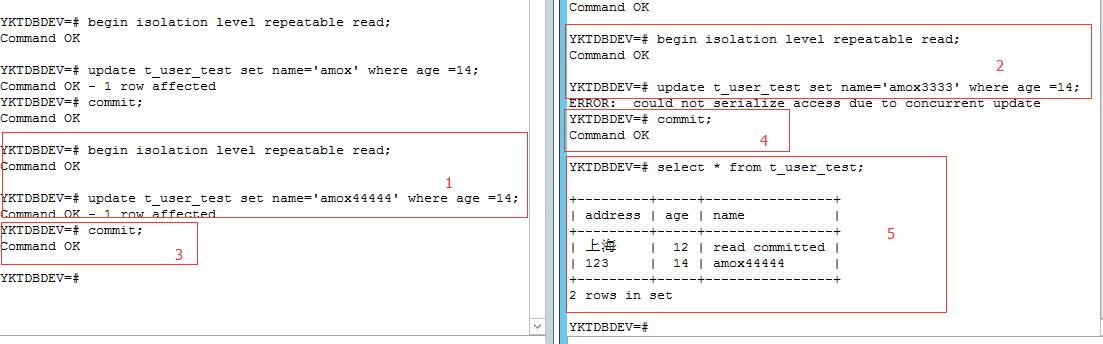 YKTDBDEV=# begin isolation level repeatable read;
Command OK
YKTDBDEV=# update t_user_test set name='amox' where age =14;
Command OK - 1 row affected
YKTDBDEV=# commit;
Command OK
YKTDBDEV=# begin isolation level repeatable read;
Command OK
1
YKTDBDEV=# update t_user_test set name='amox44444' where age =14;
Command OK - 1 row affected
YKTDBDEV=# commit;
Command OK
3
YKTDBDEV=#
Command OK
YKTDBDEV=# begin isolation level repeatable read;
Command OK
2
YKTDBDEV=# update t_user_test set name='amox3333' where age =14;
ERROR: could not serialize access due to concurrent update
YKTDBDEV=# commit;
Command OK
4
YKTDBDEV=# select * from t_user_test;
+---------+-----+----------------+
| address | age | name           |
+---------+-----+----------------+
| 上海    |  12 | read committed |
| 123     |  14 | amox44444      |
+---------+-----+----------------+
5
2 rows in set
YKTDBDEV=#